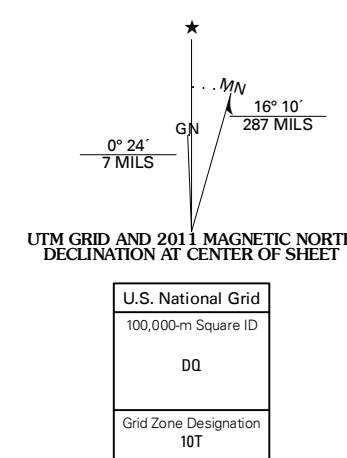 ★
MN
GN
0° 24´
7 MILS
16° 10´
287 MILS
UTM GRID AND 2011 MAGNETIC NORTH
DECLINATION AT CENTER OF SHEET
U.S. National Grid
100,000-m Square ID
DQ
Grid Zone Designation
10T